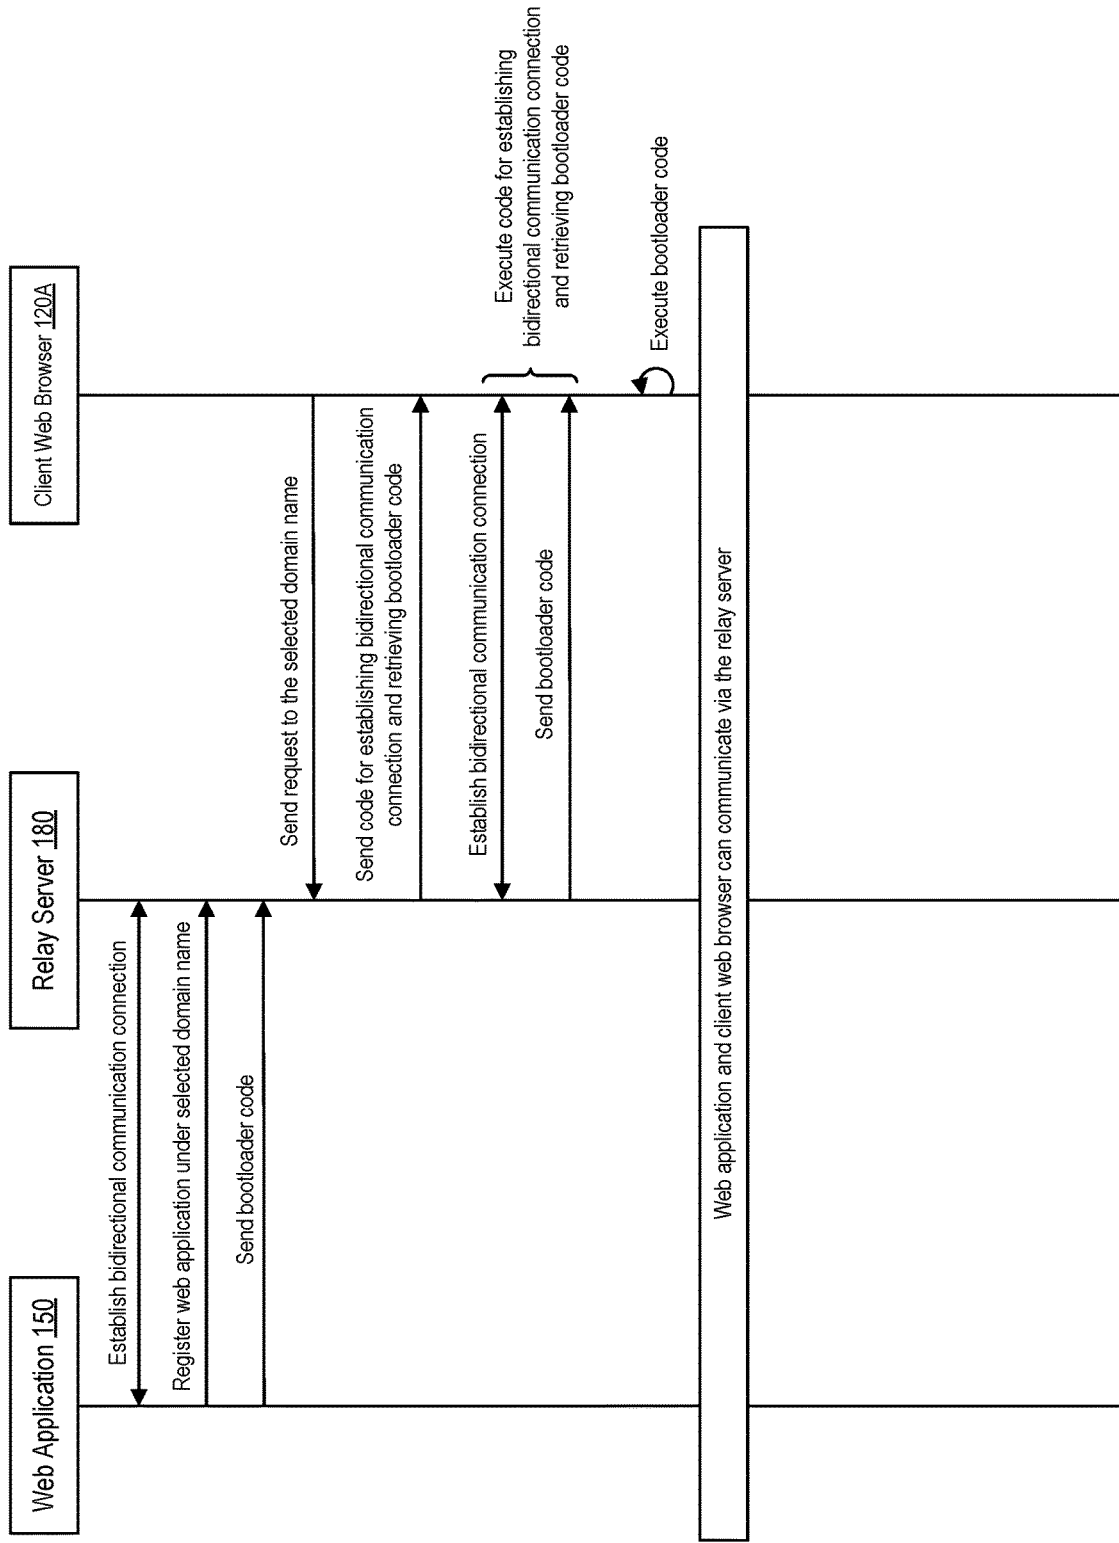 Web Application 150
Relay Server 180
Client Web Browser 120A
Establish bidirectional communication connection
Register web application under selected domain name
Send bootloader code
Send request to the selected domain name
Send code for establishing bidirectional communication
connection and retrieving bootloader code
Establish bidirectional communication connection
Send bootloader code
Execute code for establishing
bidirectional communication connection
and retrieving bootloader code
Execute bootloader code
Web application and client web browser can communicate via the relay server